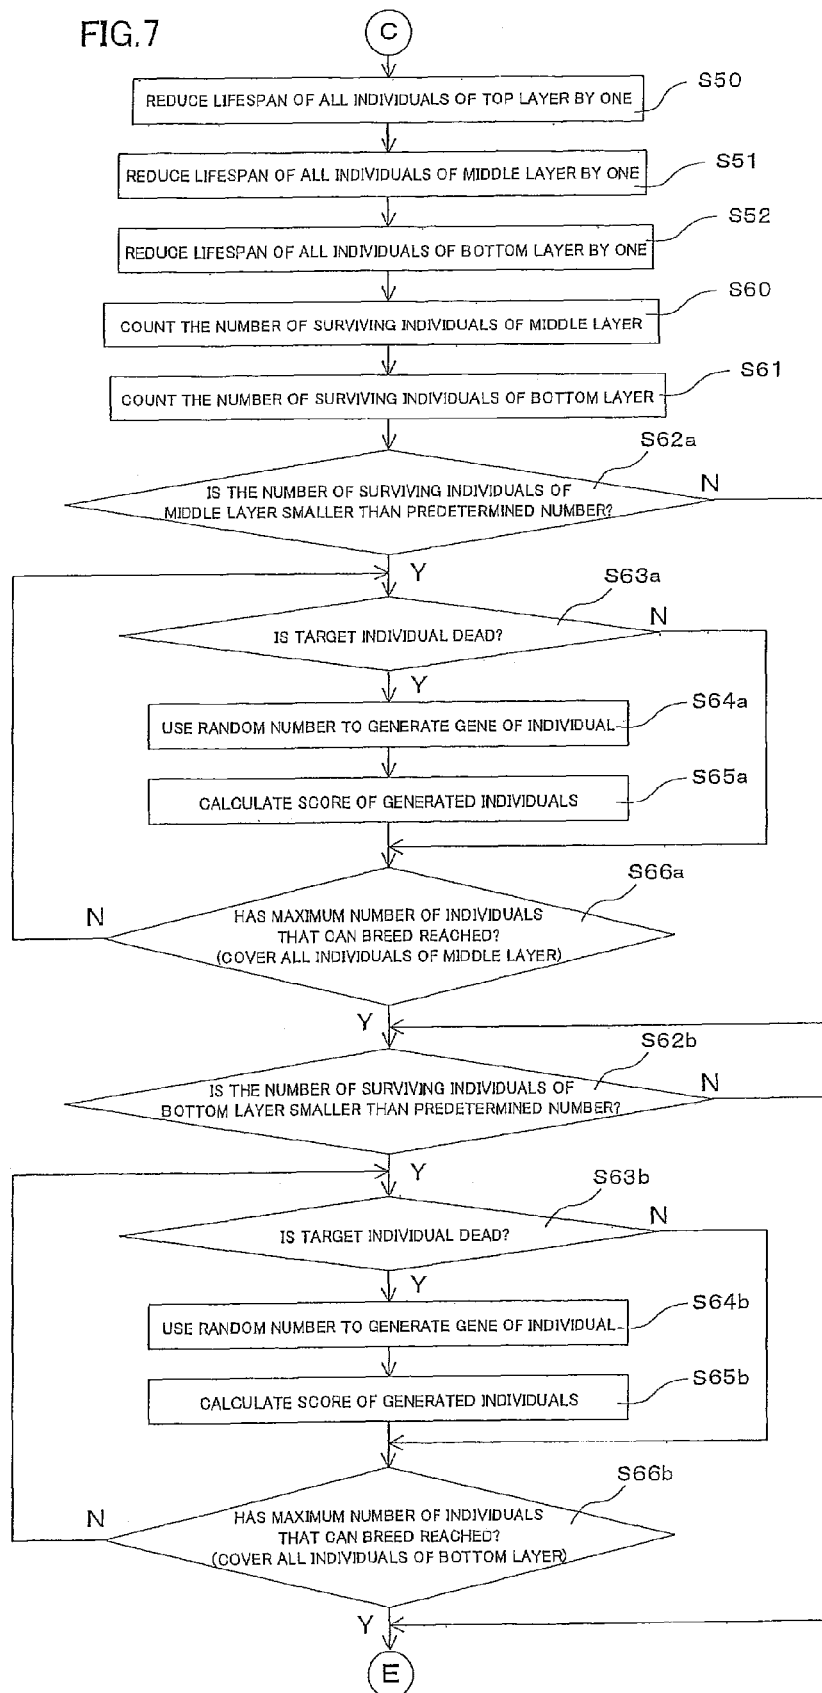 FIG.7
C
REDUCE LIFESPAN OF ALL INDIVIDUALS OF TOP LAYER BY ONE
S50
REDUCE LIFESPAN OF ALL INDIVIDUALS OF MIDDLE LAYER BY ONE
S51
REDUCE LIFESPAN OF ALL INDIVIDUALS OF BOTTOM LAYER BY ONE
S52
COUNT THE NUMBER OF SURVIVING INDIVIDUALS OF MIDDLE LAYER
S60
COUNT THE NUMBER OF SURVIVING INDIVIDUALS OF BOTTOM LAYER
S61
S62a
IS THE NUMBER OF SURVIVING INDIVIDUALS OF
MIDDLE LAYER SMALLER THAN PREDETERMINED NUMBER?
N
Y
S63a
IS TARGET INDIVIDUAL DEAD?
N
Y
USE RANDOM NUMBER TO GENERATE GENE OF INDIVIDUAL
S64a
CALCULATE SCORE OF GENERATED INDIVIDUALS
S65a
S66a
N
HAS MAXIMUM NUMBER OF INDIVIDUALS
THAT CAN BREED REACHED?
(COVER ALL INDIVIDUALS OF MIDDLE LAYER)
Y
S62b
IS THE NUMBER OF SURVIVING INDIVIDUALS OF
BOTTOM LAYER SMALLER THAN PREDETERMINED NUMBER?
N
Y
S63b
IS TARGET INDIVIDUAL DEAD?
N
Y
USE RANDOM NUMBER TO GENERATE GENE OF INDIVIDUAL
S64b
CALCULATE SCORE OF GENERATED INDIVIDUALS
S65b
S66b
N
HAS MAXIMUM NUMBER OF INDIVIDUALS
THAT CAN BREED REACHED?
(COVER ALL INDIVIDUALS OF BOTTOM LAYER)
Y
E